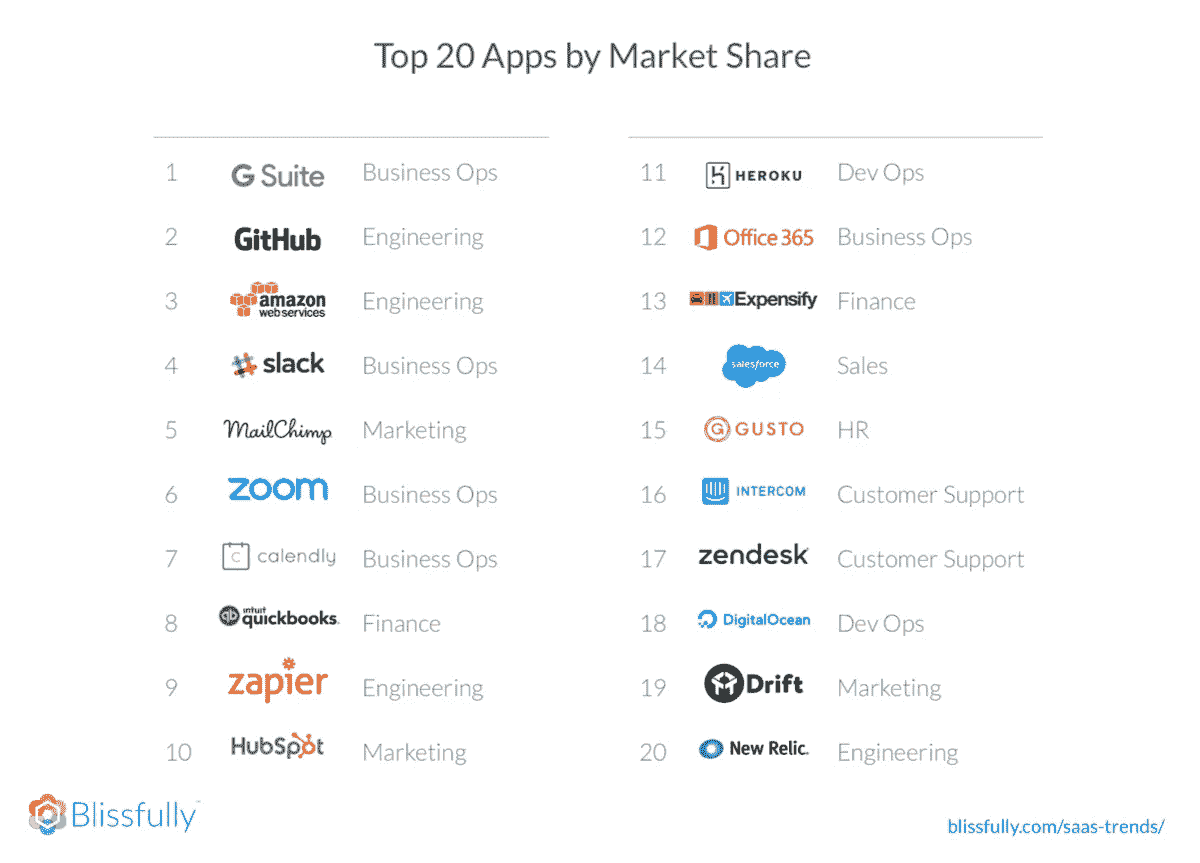 Top 20 Apps by Market Share
1 G Suite Business Ops
2 GitHub Engineering
3 amazon web services Engineering
4 slack Business Ops
5 MailChimp Marketing
6 zoom Business Ops
7 C calendly Business Ops
8 qb intuit quickbooks. Finance
9 zapier Engineering
10 HubSpot Marketing
11 HEROKU Dev Ops
12 Office 365 Business Ops
13 Expensify Finance
14 salesforce Sales
15 G GUSTO HR
16 INTERCOM Customer Support
17 zendesk Customer Support
18 DigitalOcean Dev Ops
19 Drift Marketing
20 New Relic. Engineering
Blissfully™
blissfully.com/saas-trends/